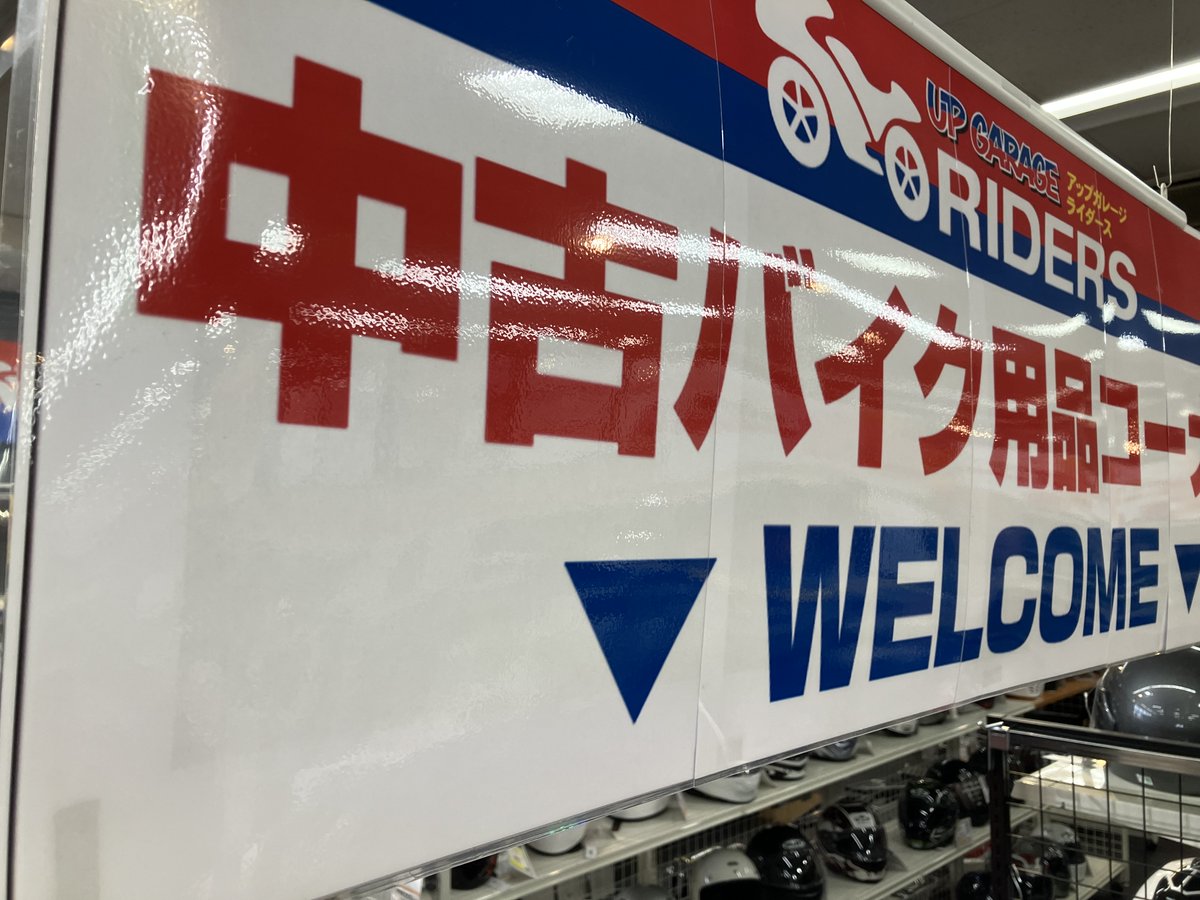 UP GARAGE
アップガレージ
ライダース
RIDERS
中古バイク用品コー
▼ WELCOME ▼